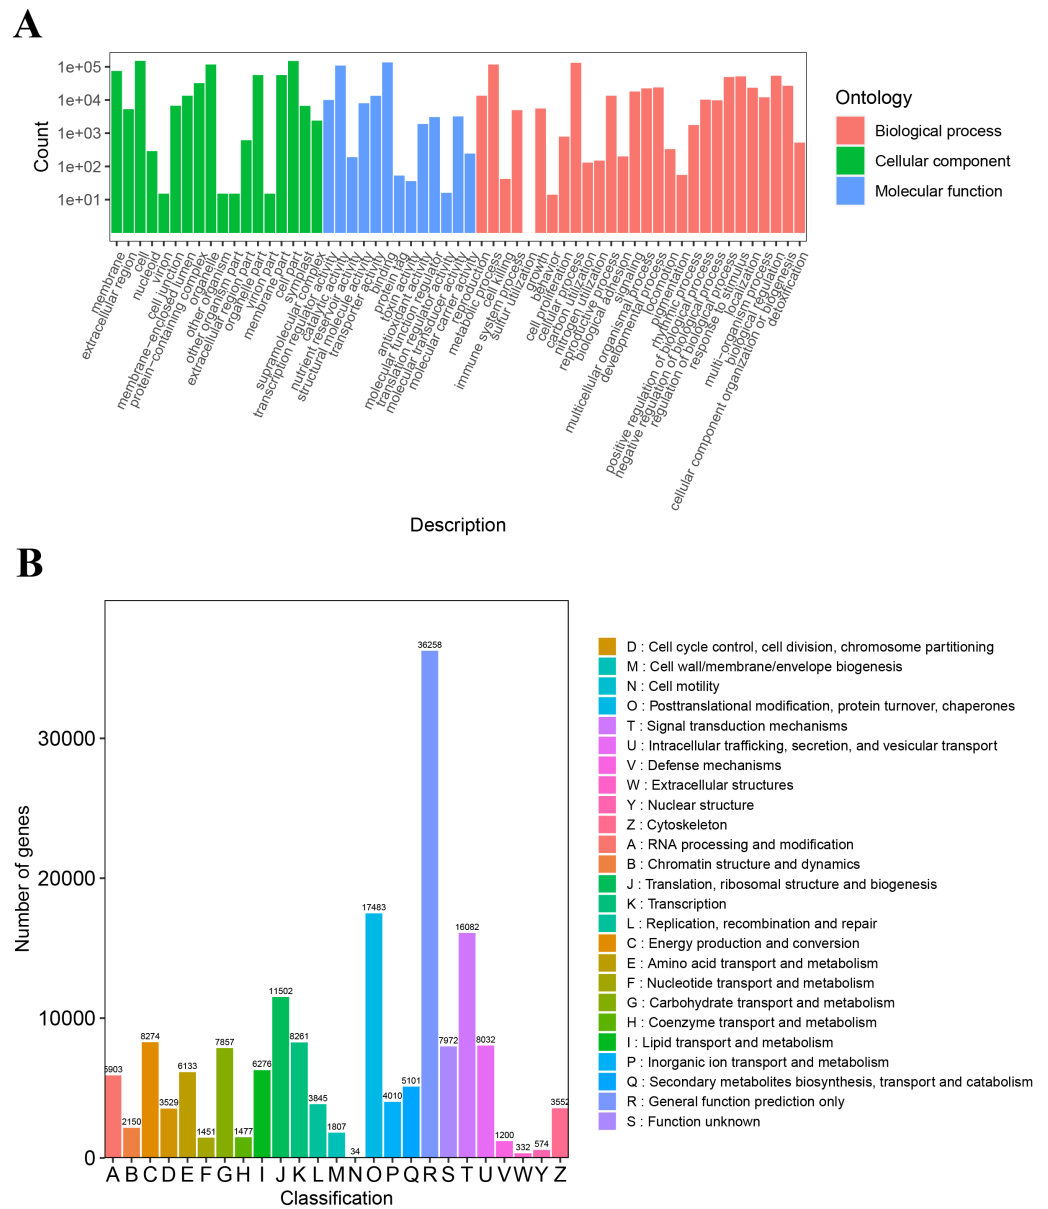 A
Count
1e+05
1e+04
1e+03
1e+02
1e+01
membrane
extracellular region
cell
nucleoid
virion
cell junction
membrane−enclosed lumen
protein−containing complex
organelle
other organism
other organism part
extracellular region part
organelle part
virion part
membrane part
cell part
symplast
supramolecular complex
transcription regulator activity
catalytic activity
nutrient reservoir activity
structural molecule activity
transporter activity
binding
protein tag
toxin activity
antioxidant activity
molecular function regulator
translation regulator activity
molecular transducer activity
molecular carrier activity
reproduction
metabolic process
cell killing
immune system process
sulfur utilization
growth
behavior
cell proliferation
cellular process
carbon utilization
nitrogen utilization
reproductive process
biological adhesion
signaling
multicellular organismal process
developmental process
locomotion
pigmentation
rhythmic process
positive regulation of biological process
negative regulation of biological process
regulation of biological process
response to stimulus
localization
multi−organism process
biological regulation
cellular component organization or biogenesis
detoxification
Description
Ontology
Biological process
Cellular component
Molecular function
B
Number of genes
30000
20000
10000
0
5903
2150
8274
3529
6133
1451
7857
1477
6276
11502
8261
3845
1807
34
17483
4010
5101
36258
7972
16082
8032
1200
332
574
3552
A B C D E F G H I J K L M N O P Q R S T U V W Y Z
Classification
D : Cell cycle control, cell division, chromosome partitioning
M : Cell wall/membrane/envelope biogenesis
N : Cell motility
O : Posttranslational modification, protein turnover, chaperones
T : Signal transduction mechanisms
U : Intracellular trafficking, secretion, and vesicular transport
V : Defense mechanisms
W : Extracellular structures
Y : Nuclear structure
Z : Cytoskeleton
A : RNA processing and modification
B : Chromatin structure and dynamics
J : Translation, ribosomal structure and biogenesis
K : Transcription
L : Replication, recombination and repair
C : Energy production and conversion
E : Amino acid transport and metabolism
F : Nucleotide transport and metabolism
G : Carbohydrate transport and metabolism
H : Coenzyme transport and metabolism
I : Lipid transport and metabolism
P : Inorganic ion transport and metabolism
Q : Secondary metabolites biosynthesis, transport and catabolism
R : General function prediction only
S : Function unknown